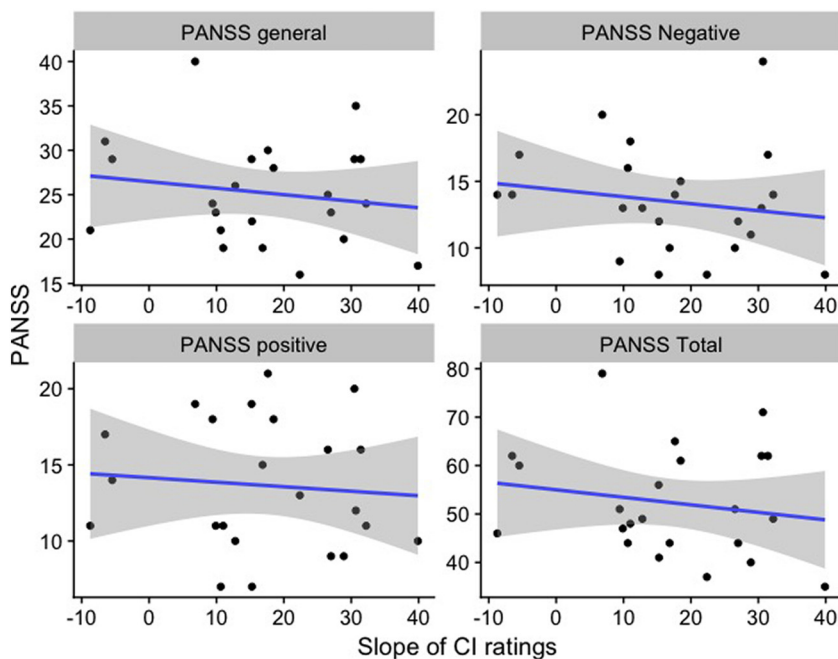 PANSS general
PANSS Negative
40
35
30
25
20
15
20
15
10
-10 0 10 20 30 40
-10 0 10 20 30 40
PANSS
PANSS positive
PANSS Total
20
15
10
80
70
60
50
40
-10 0 10 20 30 40
-10 0 10 20 30 40
Slope of CI ratings